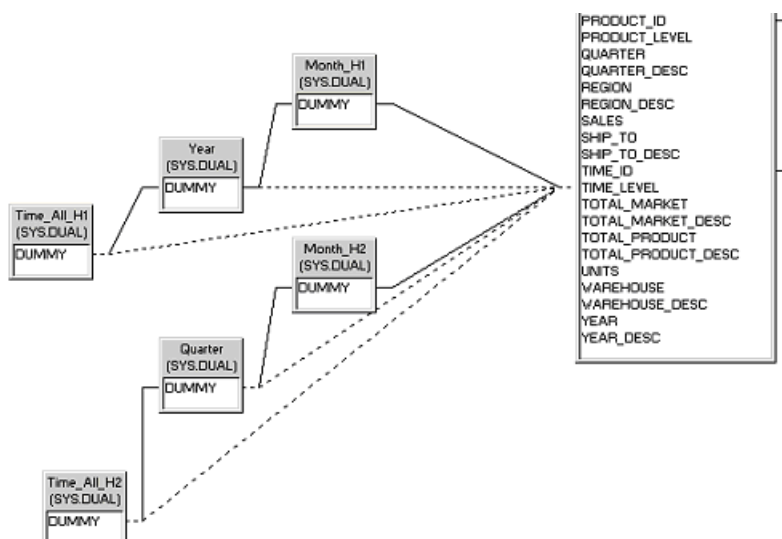 Month_H1
(SYS.DUAL)
DUMMY
Year
(SYS.DUAL)
DUMMY
Time_All_H1
(SYS.DUAL)
DUMMY
Month_H2
(SYS.DUAL)
DUMMY
Quarter
(SYS.DUAL)
DUMMY
Time_All_H2
(SYS.DUAL)
DUMMY
PRODUCT_ID
PRODUCT_LEVEL
QUARTER
QUARTER_DESC
REGION
REGION_DESC
SALES
SHIP_TO
SHIP_TO_DESC
TIME_ID
TIME_LEVEL
TOTAL_MARKET
TOTAL_MARKET_DESC
TOTAL_PRODUCT
TOTAL_PRODUCT_DESC
UNITS
WAREHOUSE
WAREHOUSE_DESC
YEAR
YEAR_DESC